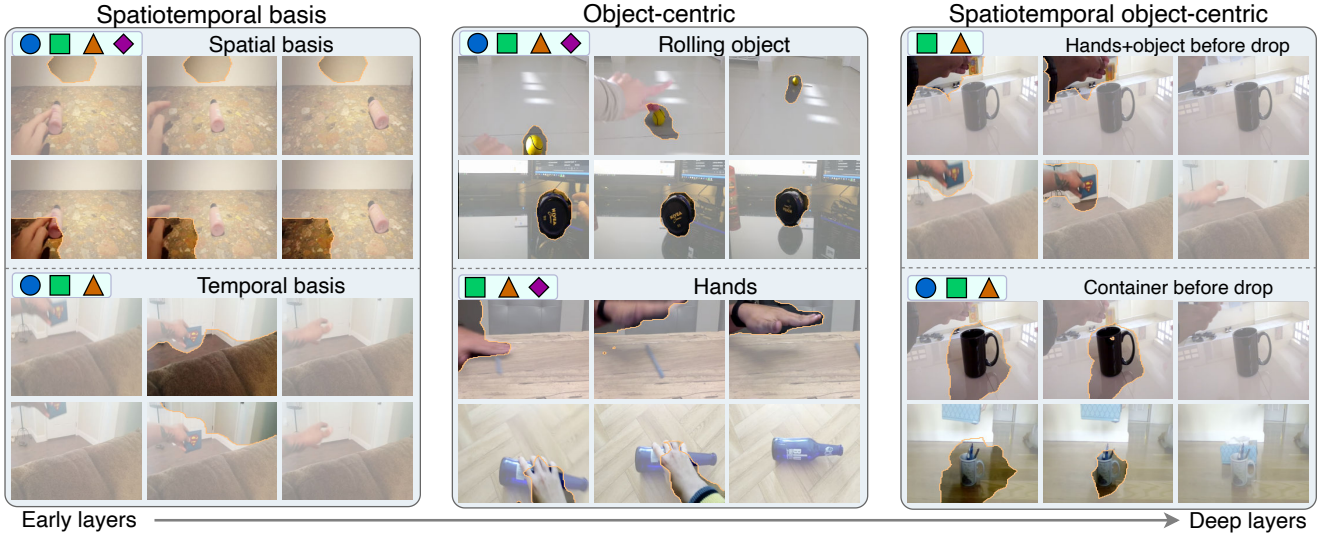 Spatiotemporal basis
Spatial basis
Temporal basis
Object-centric
Rolling object
NIVEA
Hands
Spatiotemporal object-centric
Hands+object before drop
Container before drop
Early layers
Deep layers